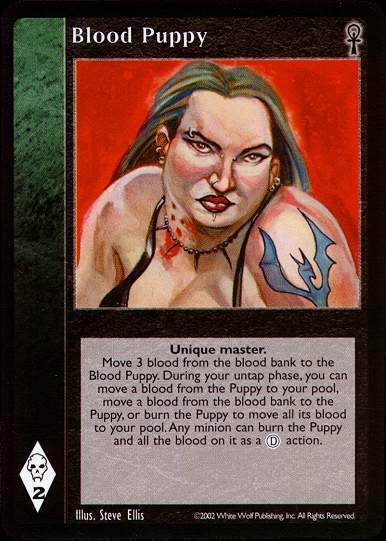 Blood Puppy
Unique master.
Move 3 blood from the blood bank to the
Blood Puppy. During your untap phase, you can
move a blood from the Puppy to your pool,
move a blood from the blood bank to the
Puppy, or burn the Puppy to move all its blood
to your pool. Any minion can burn the Puppy
and all the blood on it as a Ⓓ action.
2
Illus. Steve Ellis
©2002 White Wolf Publishing, Inc. All Rights Reserved.